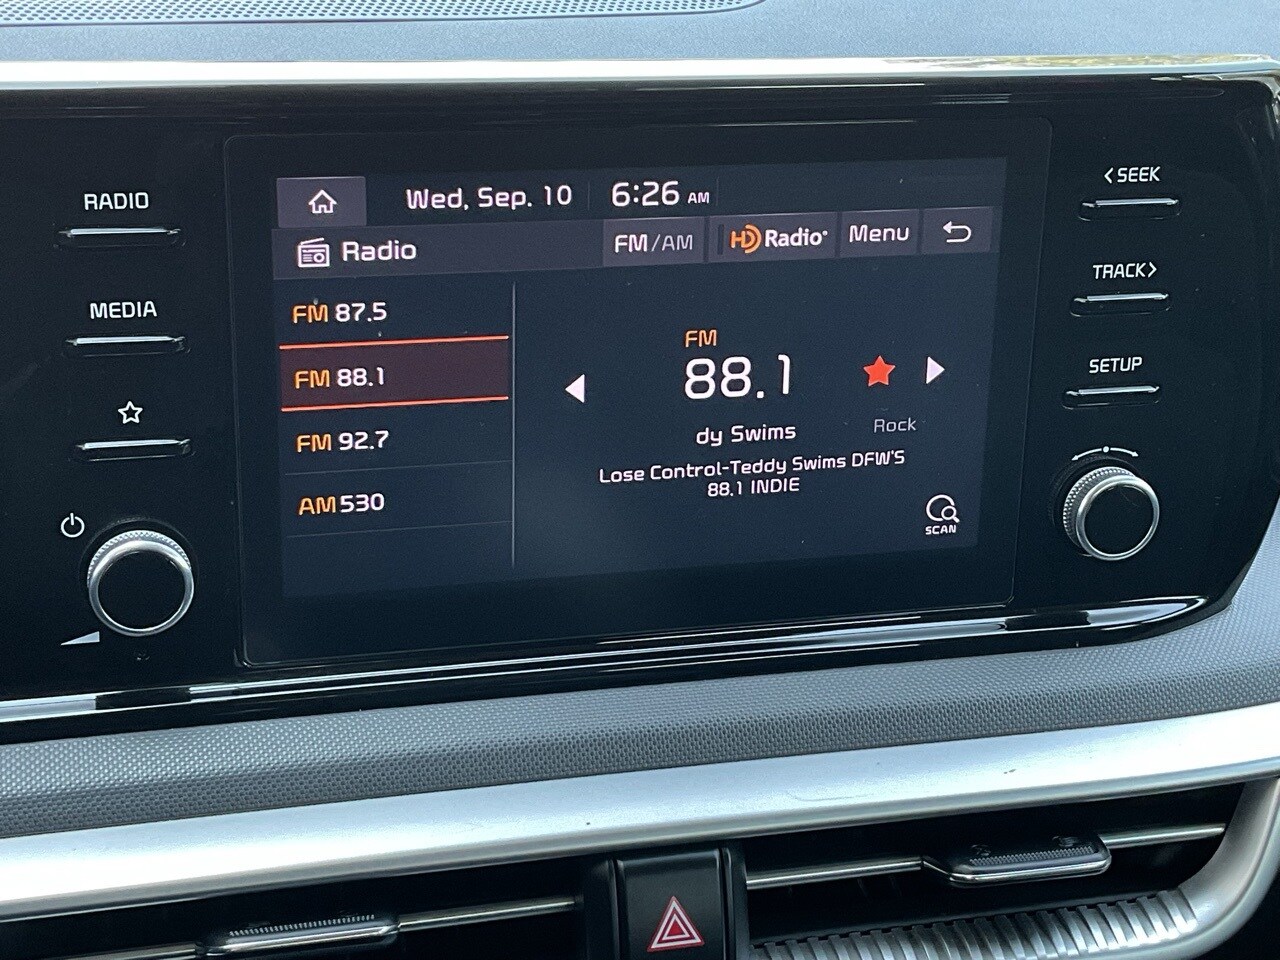 RADIO
MEDIA
Wed, Sep. 10 6:26 AM
Radio FM/AM HD Radio Menu
FM 87.5
FM 88.1
FM 92.7
AM 530
FM
88.1
dy Swims
Rock
Lose Control-Teddy Swims DFW'S
88.1 INDIE
SCAN
< SEEK
TRACK >
SETUP